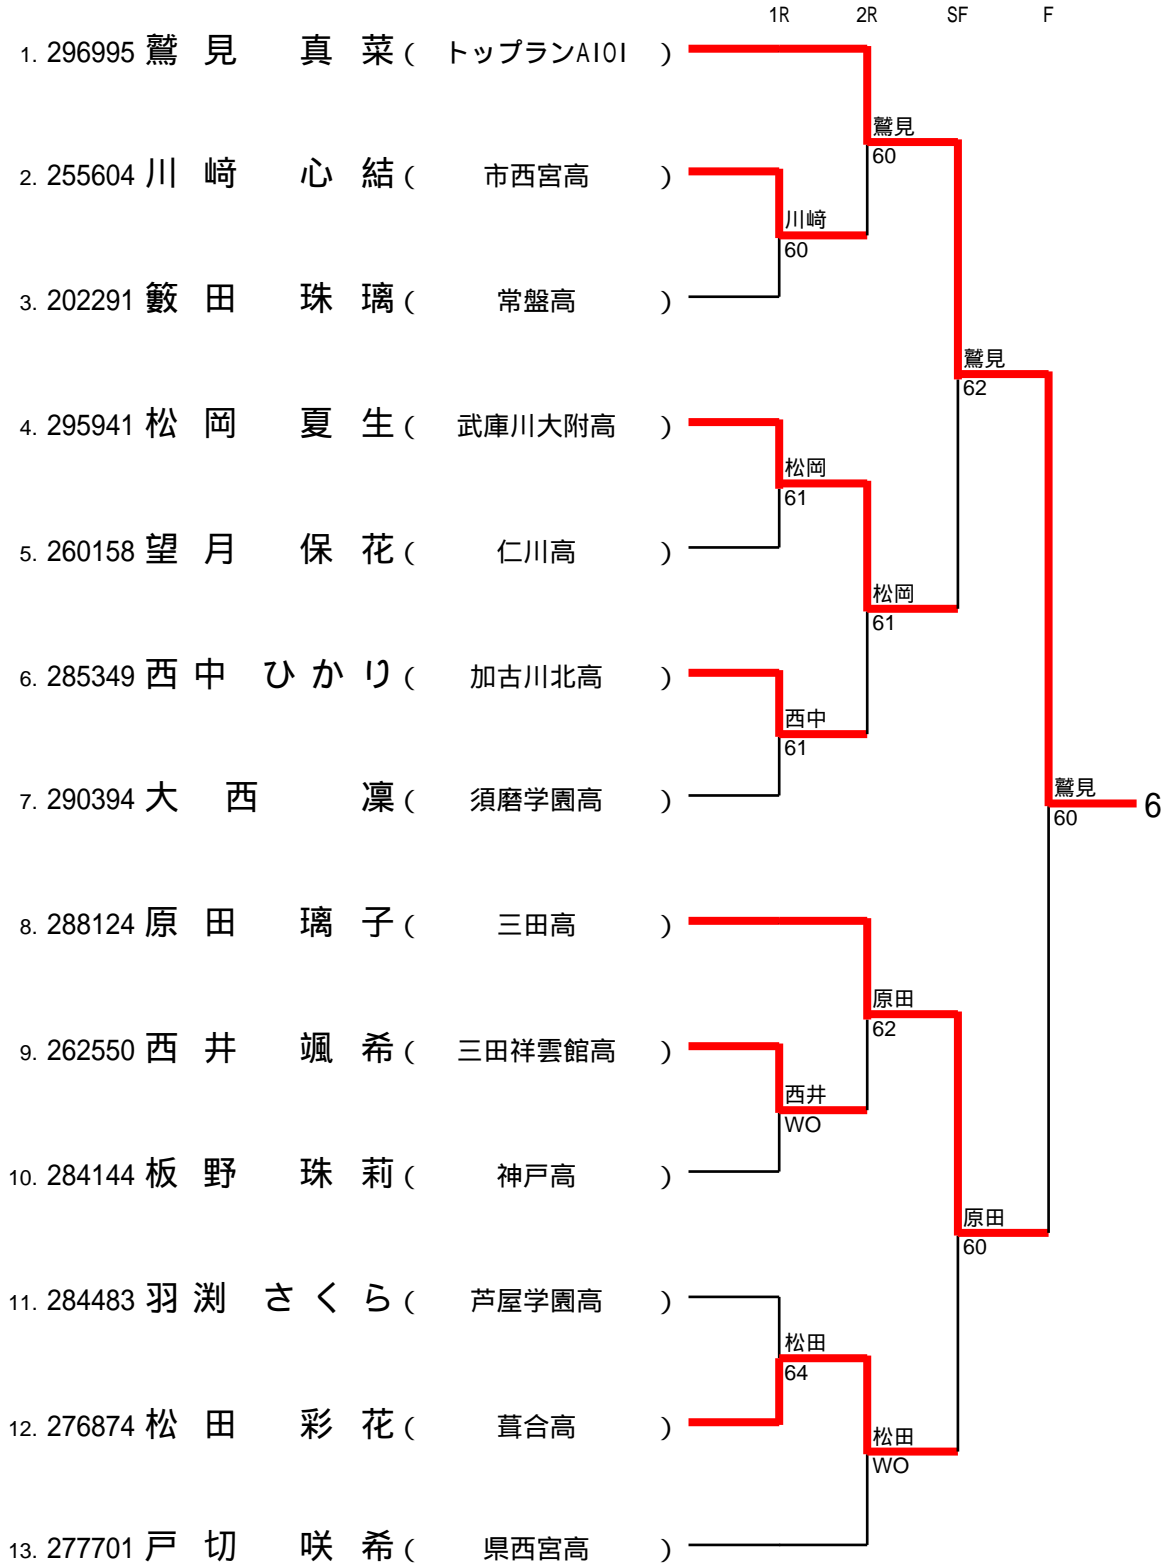 1R 2R SF F
1. 296995 鷲見 真菜 ( トップランAIOI )
鷲見
60
2. 255604 川﨑 心結 ( 市西宮高 )
川﨑
60
3. 202291 籔田 珠璃 ( 常盤高 )
鷲見
62
4. 295941 松岡 夏生 ( 武庫川大附高 )
松岡
61
5. 260158 望月 保花 ( 仁川高 )
松岡
61
6. 285349 西中 ひかり ( 加古川北高 )
西中
61
7. 290394 大西 凜 ( 須磨学園高 )
鷲見
60
6
8. 288124 原田 璃子 ( 三田高 )
原田
62
9. 262550 西井 颯希 ( 三田祥雲館高 )
西井
WO
10. 284144 板野 珠莉 ( 神戸高 )
原田
60
11. 284483 羽渕 さくら ( 芦屋学園高 )
松田
64
12. 276874 松田 彩花 ( 葺合高 )
松田
WO
13. 277701 戸切 咲希 ( 県西宮高 )